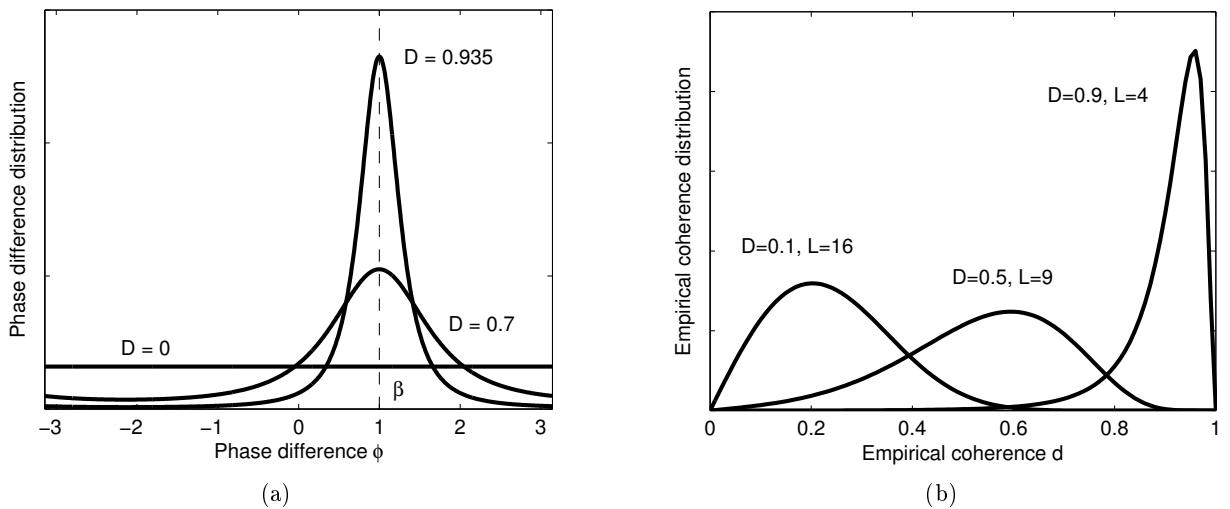 Phase difference distribution
D = 0.935
D = 0.7
D = 0
β
−3 −2 −1 0 1 2 3
Phase difference ϕ
(a)
Empirical coherence distribution
D=0.9, L=4
D=0.1, L=16
D=0.5, L=9
0 0.2 0.4 0.6 0.8 1
Empirical coherence d
(b)